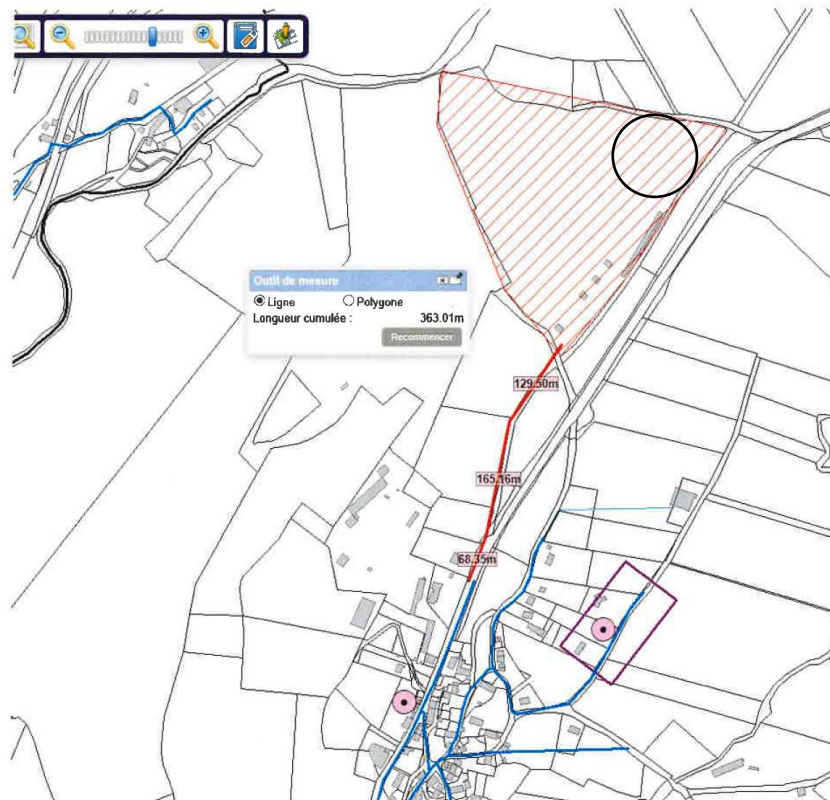 Outil de mesure
Ligne Polygone
Longueur cumulée : 363.01m
Recommencer
129.50m
165.16m
68.35m